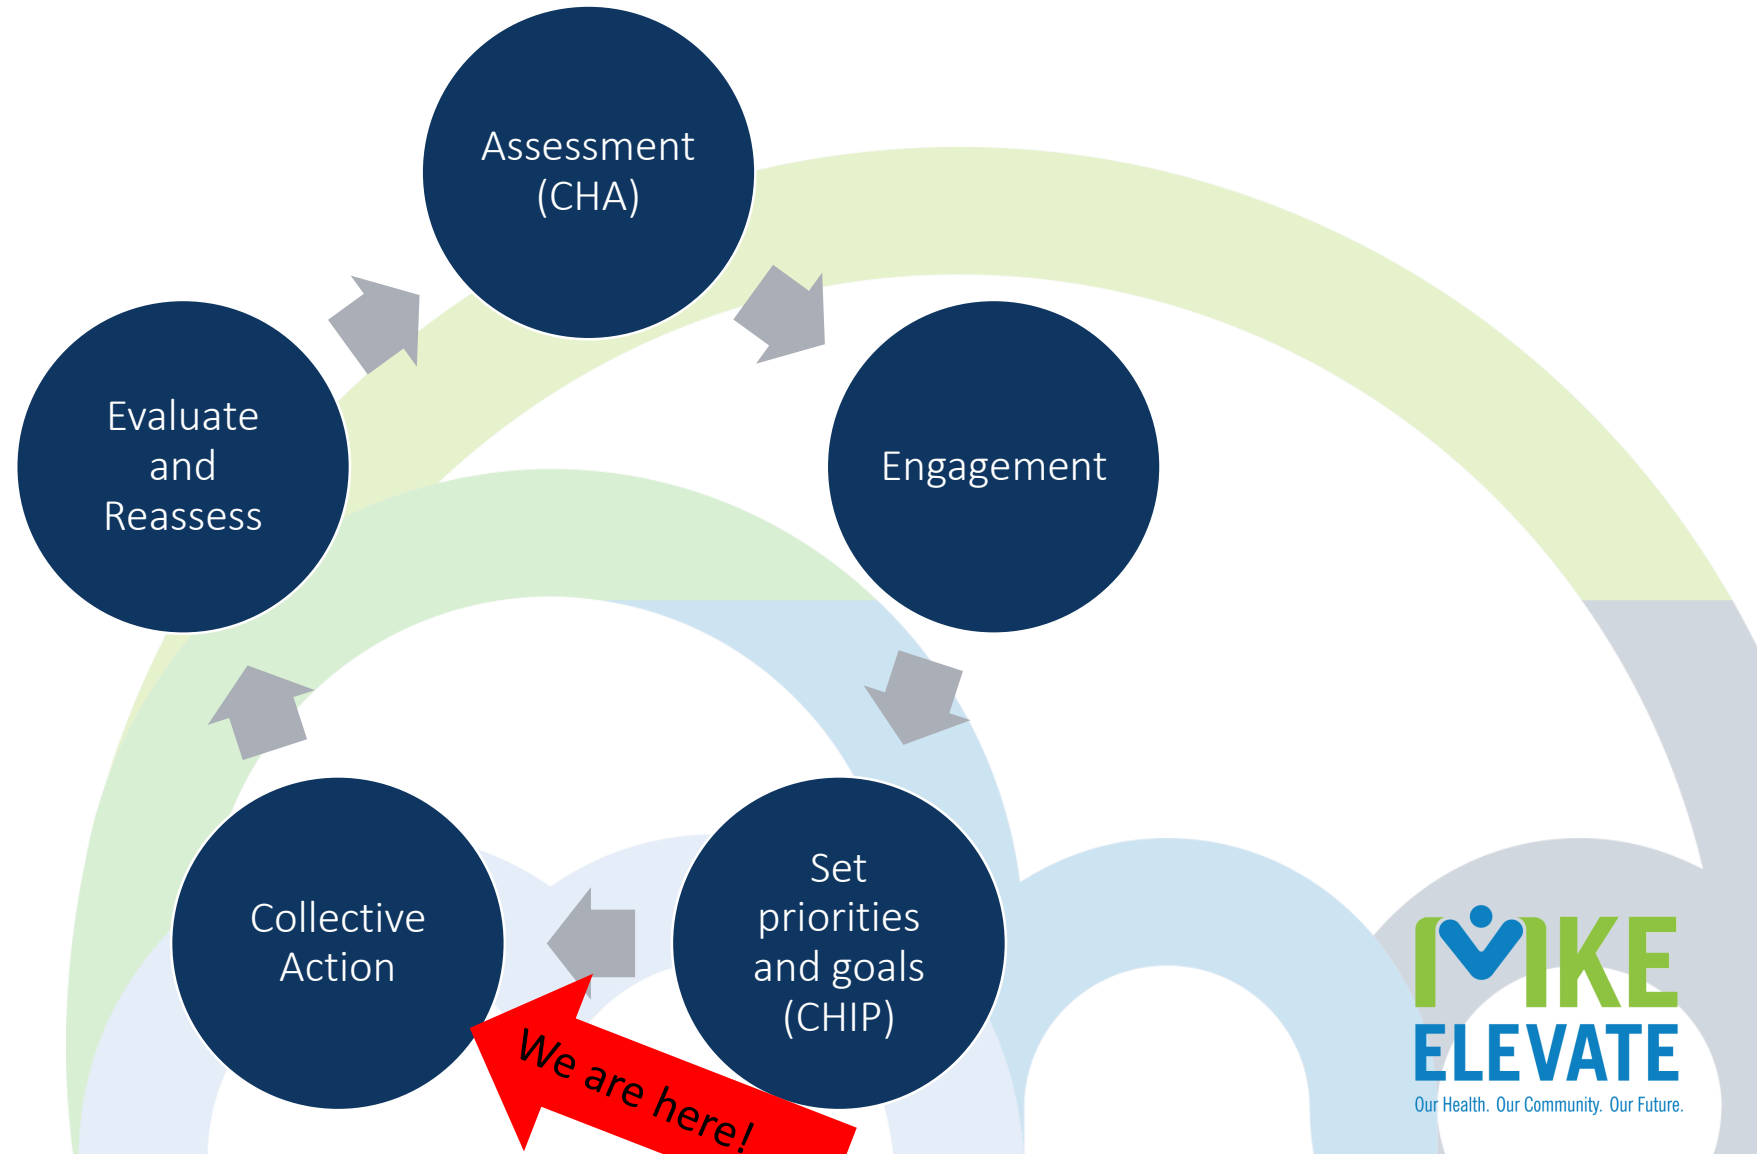 Assessment
(CHA)
Engagement
Set
priorities
and goals
(CHIP)
Collective
Action
Evaluate
and
Reassess
We are here!
MKE
ELEVATE
Our Health. Our Community. Our Future.